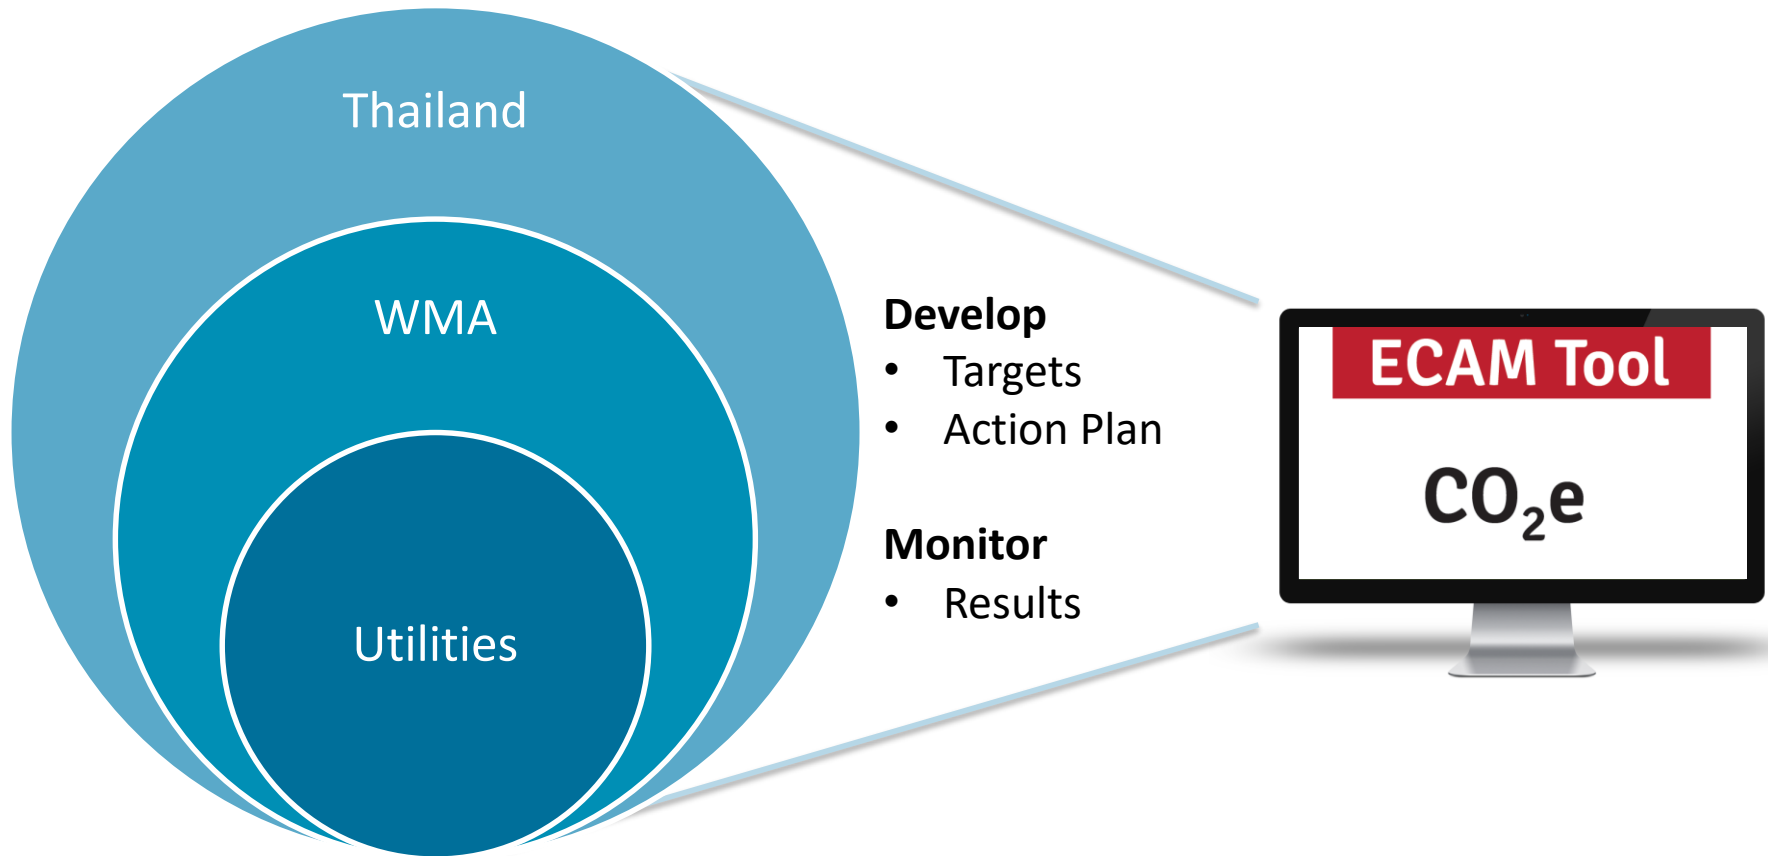 Thailand
WMA
Utilities
Develop
• Targets
• Action Plan
Monitor
• Results
ECAM Tool
CO₂e